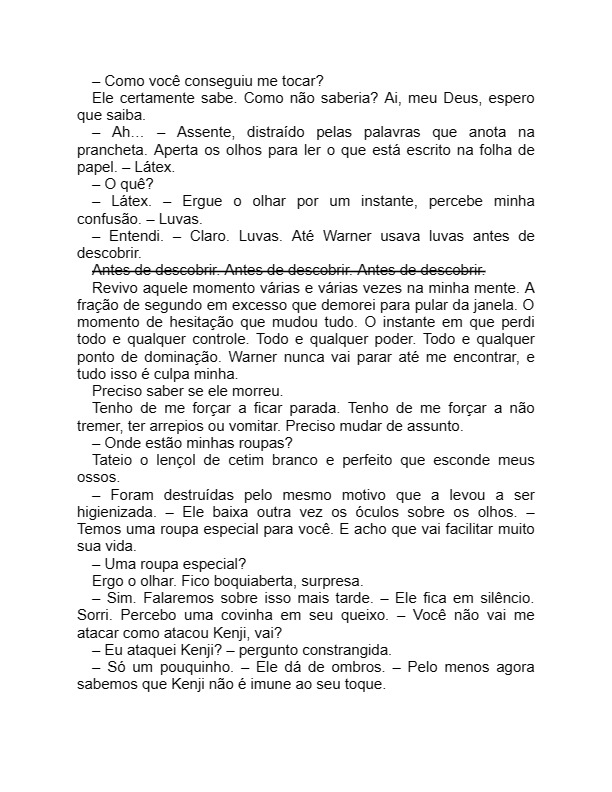 – Como você conseguiu me tocar?
Ele certamente sabe. Como não saberia? Ai, meu Deus, espero
que saiba.
– Ah... – Assente, distraído pelas palavras que anota na
prancheta. Aperta os olhos para ler o que está escrito na folha de
papel. – Látex.
– O quê?
– Látex. – Ergue o olhar por um instante, percebe minha
confusão. – Luvas.
– Entendi. – Claro. Luvas. Até Warner usava luvas antes de
descobrir.
Antes de descobrir. Antes de descobrir. Antes de descobrir.
Revivo aquele momento várias e várias vezes na minha mente. A
fração de segundo em excesso que demorei para pular da janela. O
momento de hesitação que mudou tudo. O instante em que perdi
todo e qualquer controle. Todo e qualquer poder. Todo e qualquer
ponto de dominação. Warner nunca vai parar até me encontrar, e
tudo isso é culpa minha.
Preciso saber se ele morreu.
Tenho de me forçar a ficar parada. Tenho de me forçar a não
tremer, ter arrepios ou vomitar. Preciso mudar de assunto.
– Onde estão minhas roupas?
Tateio o lençol de cetim branco e perfeito que esconde meus
ossos.
– Foram destruídas pelo mesmo motivo que a levou a ser
higienizada. – Ele baixa outra vez os óculos sobre os olhos. –
Temos uma roupa especial para você. E acho que vai facilitar muito
sua vida.
– Uma roupa especial?
Ergo o olhar. Fico boquiaberta, surpresa.
– Sim. Falaremos sobre isso mais tarde. – Ele fica em silêncio.
Sorri. Percebo uma covinha em seu queixo. – Você não vai me
atacar como atacou Kenji, vai?
– Eu ataquei Kenji? – pergunto constrangida.
– Só um pouquinho. – Ele dá de ombros. – Pelo menos agora
sabemos que Kenji não é imune ao seu toque.